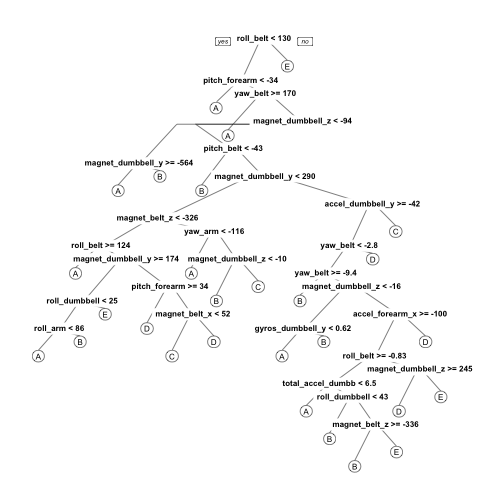 yes roll_belt < 130 no
E
pitch_forearm < -34
A
yaw_belt >= 170
A
magnet_dumbbell_z < -94
magnet_dumbbell_y >= -564
A
B
pitch_belt < -43
B
magnet_dumbbell_y < 290
magnet_belt_z < -326
accel_dumbbell_y >= -42
C
roll_belt >= 124
A
yaw_arm < -116
A
yaw_belt < -2.8
D
magnet_dumbbell_y >= 174
magnet_dumbbell_z < -10
B
C
yaw_belt >= -9.4
B
roll_dumbbell < 25
E
pitch_forearm >= 34
D
magnet_dumbbell_z < -16
roll_arm < 86
A
B
magnet_belt_x < 52
C
D
gyros_dumbbell_y < 0.62
A
B
accel_forearm_x >= -100
D
roll_belt >= -0.83
magnet_dumbbell_z >= 245
D
E
total_accel_dumbb < 6.5
A
roll_dumbbell < 43
B
magnet_belt_z >= -336
B
E